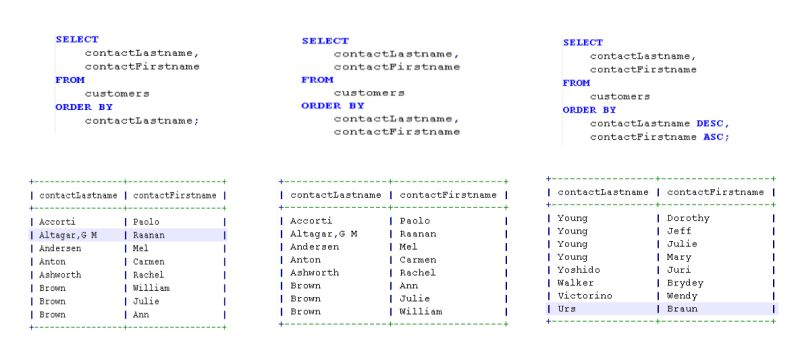 SELECT
contactLastname,
contactFirstname
FROM
customers
ORDER BY
contactLastname;
SELECT
contactLastname,
contactFirstname
FROM
customers
ORDER BY
contactLastname,
contactFirstname
SELECT
contactLastname,
contactFirstname
FROM
customers
ORDER BY
contactLastname DESC,
contactFirstname ASC;
| contactLastname | contactFirstname |
| Accorti | Paolo |
| Altagar,G M | Raanan |
| Andersen | Mel |
| Anton | Carmen |
| Ashworth | Rachel |
| Brown | William |
| Brown | Julie |
| Brown | Ann |
| contactLastname | contactFirstname |
| Accorti | Paolo |
| Altagar,G M | Raanan |
| Andersen | Mel |
| Anton | Carmen |
| Ashworth | Rachel |
| Brown | Ann |
| Brown | Julie |
| Brown | William |
| contactLastname | contactFirstname |
| Young | Dorothy |
| Young | Jeff |
| Young | Julie |
| Young | Mary |
| Yoshido | Juri |
| Walker | Brydey |
| Victorino | Wendy |
| Urs | Braun |